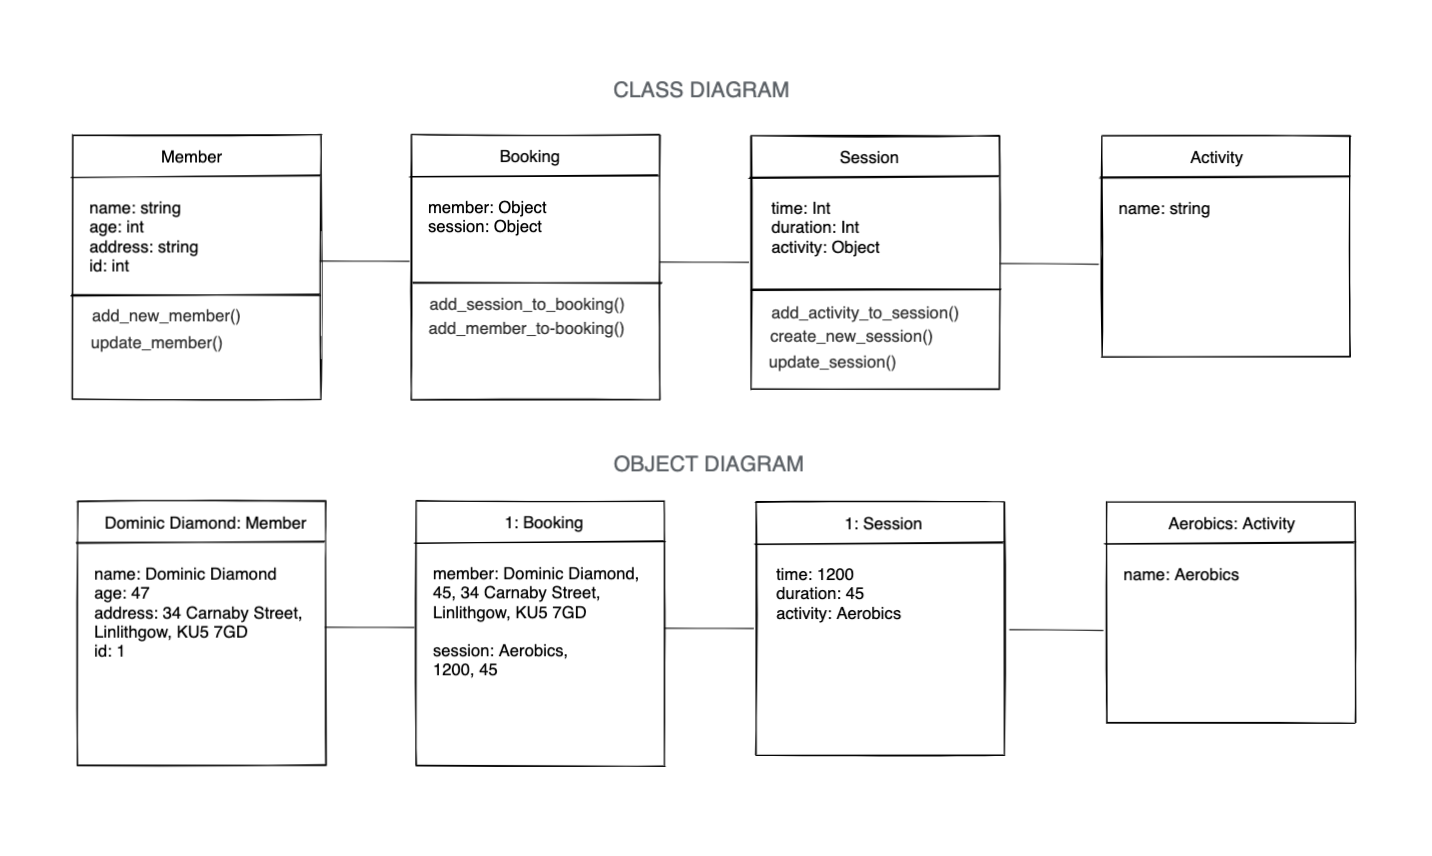 CLASS DIAGRAM
Member
name: string
age: int
address: string
id: int
add_new_member()
update_member()
Booking
member: Object
session: Object
add_session_to_booking()
add_member_to-booking()
Session
time: Int
duration: Int
activity: Object
add_activity_to_session()
create_new_session()
update_session()
Activity
name: string
OBJECT DIAGRAM
Dominic Diamond: Member
name: Dominic Diamond
age: 47
address: 34 Carnaby Street,
Linlithgow, KU5 7GD
id: 1
1: Booking
member: Dominic Diamond,
45, 34 Carnaby Street,
Linlithgow, KU5 7GD
session: Aerobics,
1200, 45
1: Session
time: 1200
duration: 45
activity: Aerobics
Aerobics: Activity
name: Aerobics